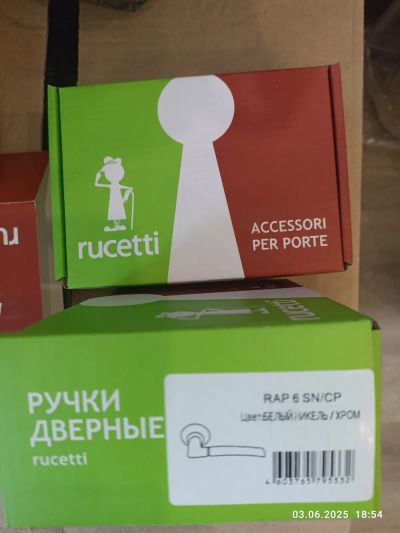 rucetti
ACCESSORI
PER PORTE
ru
rucetti
РУЧКИ
ДВЕРНЫЕ
rucetti
RAP 6 SN/CP
Цвет:БЕЛЫЙ НИКЕЛЬ / ХРОМ
4 603765 795332
03.06.2025 18:54